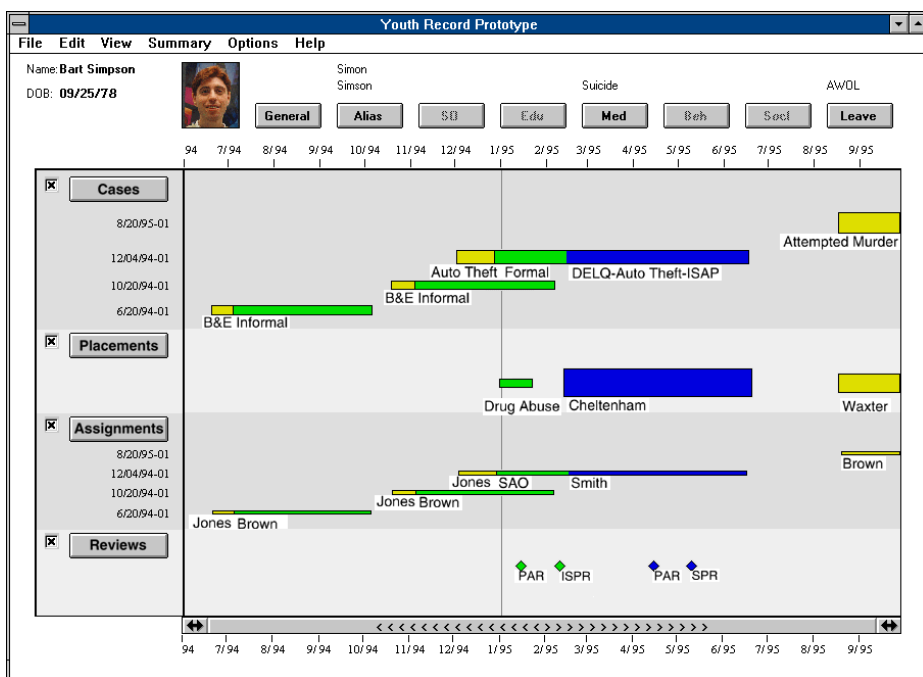 Youth Record Prototype
File Edit View Summary Options Help
Name: Bart Simpson
DOB: 09/25/78
Simon
Simson
Suicide
AWOL
General Alias SO Edu Med Beh Socl Leave
94 7/94 8/94 9/94 10/94 11/94 12/94 1/95 2/95 3/95 4/95 5/95 6/95 7/95 8/95 9/95
Cases
8/20/95-01
Attempted Murder
12/04/94-01
Auto Theft Formal DELQ-Auto Theft-ISAP
10/20/94-01
B&E Informal
6/20/94-01
B&E Informal
Placements
Drug Abuse Cheltenham Waxter
Assignments
8/20/95-01
Brown
12/04/94-01
Jones SAO Smith
10/20/94-01
Jones Brown
6/20/94-01
Jones Brown
Reviews
PAR ISPR PAR SPR
94 7/94 8/94 9/94 10/94 11/94 12/94 1/95 2/95 3/95 4/95 5/95 6/95 7/95 8/95 9/95